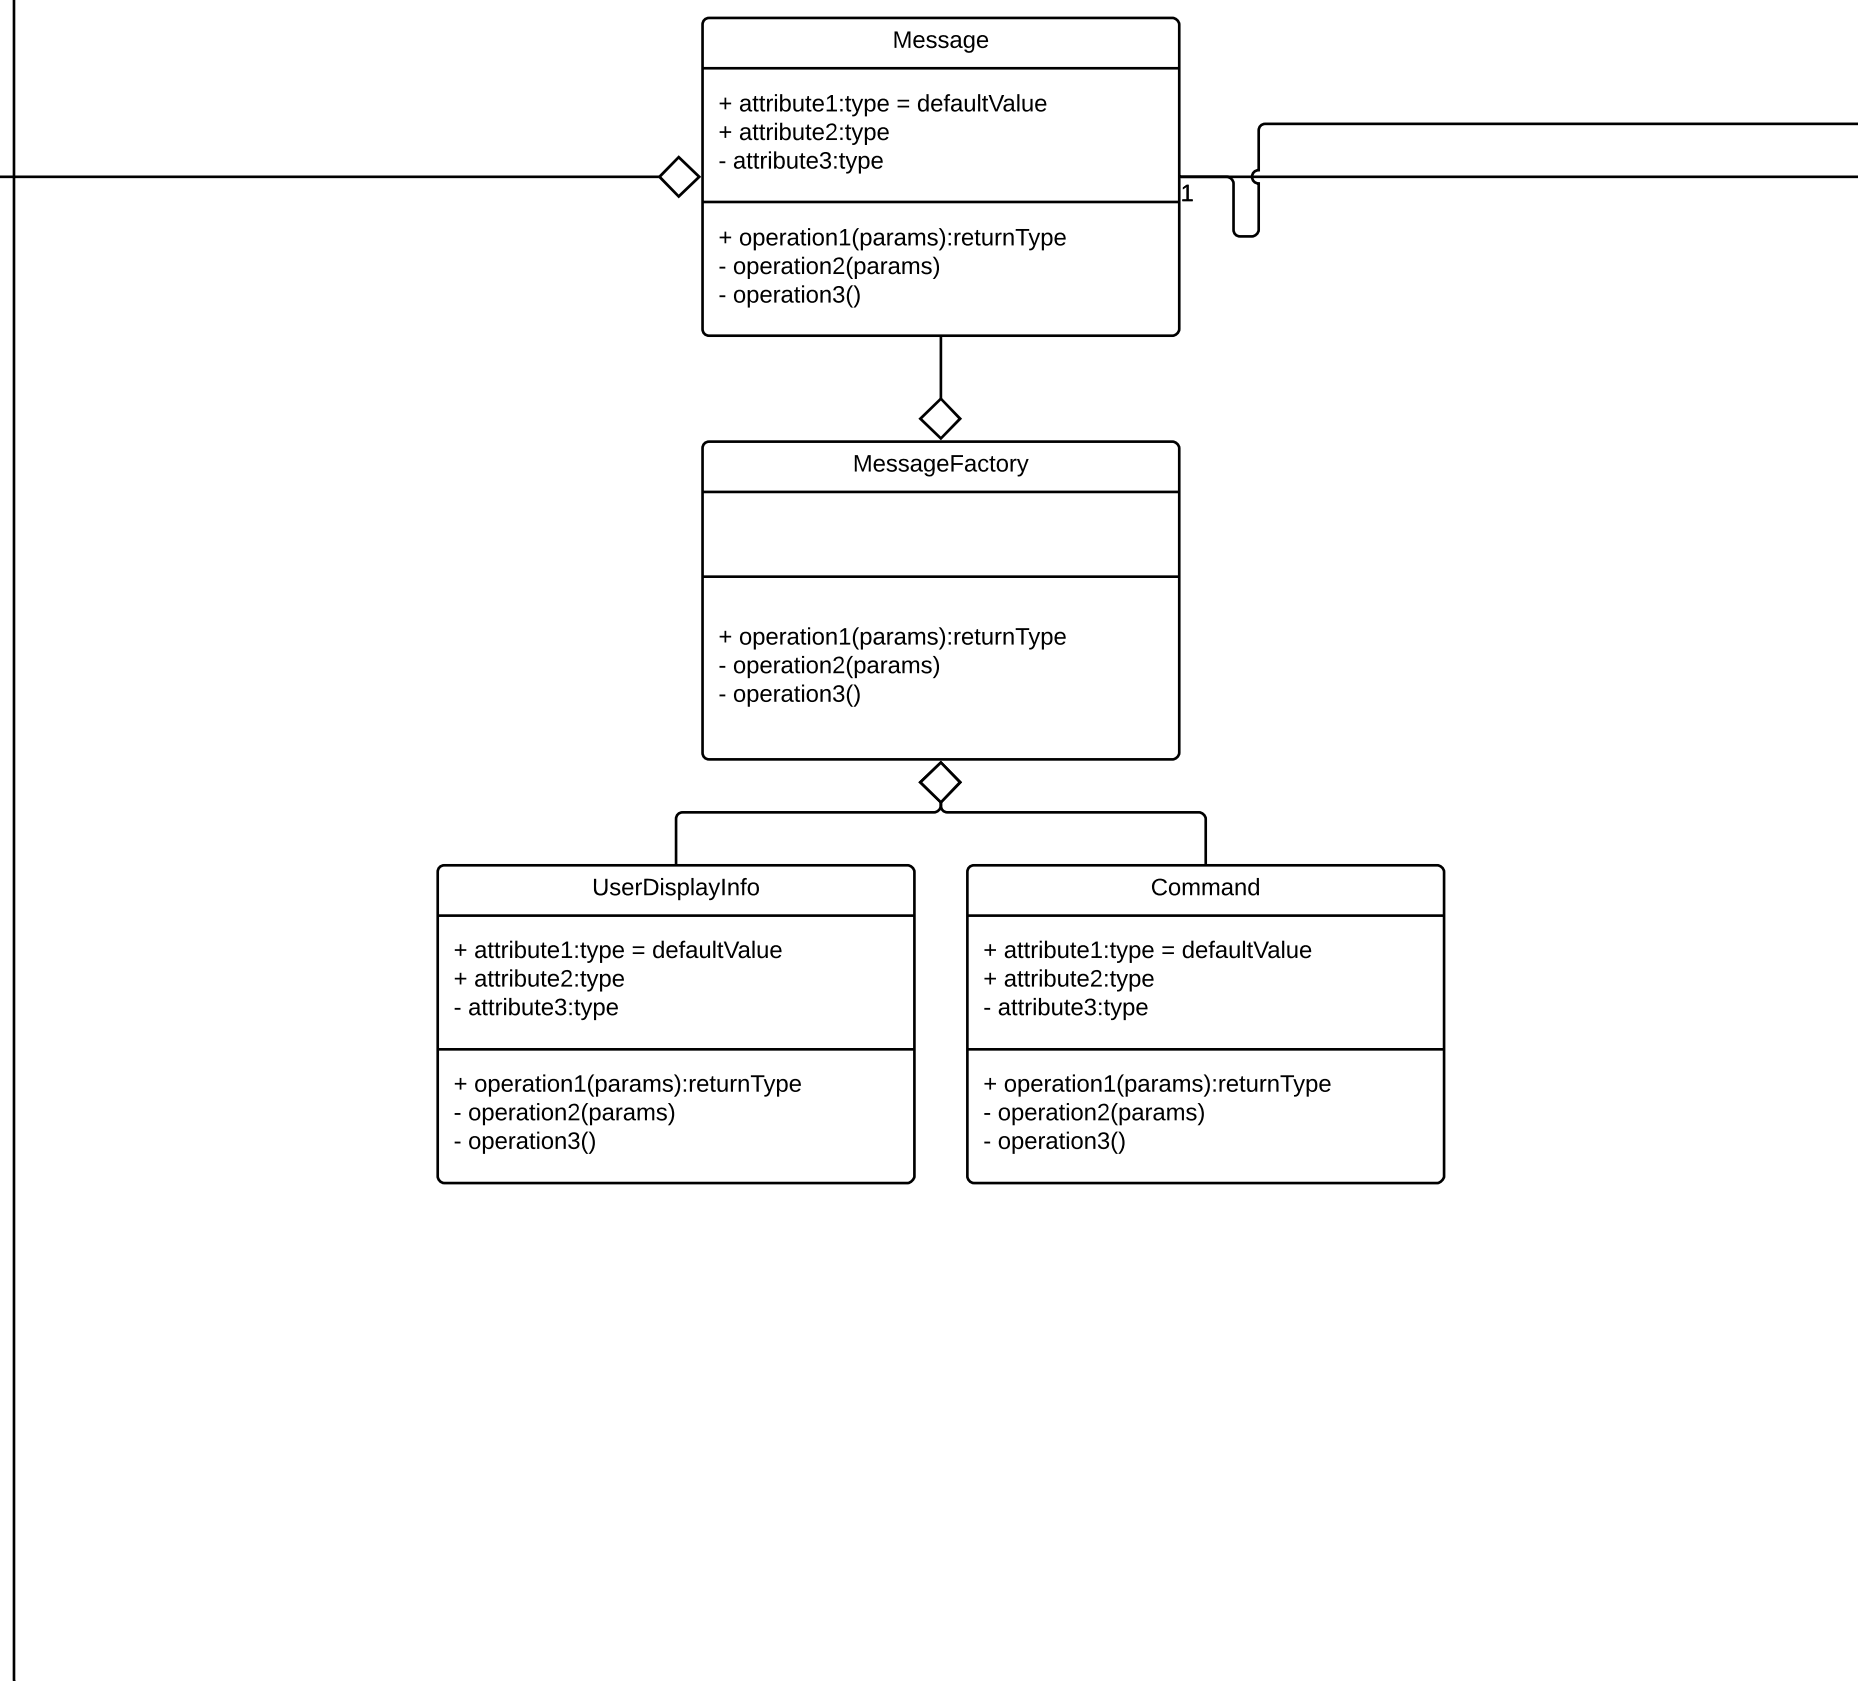 Message
+ attribute1:type = defaultValue
+ attribute2:type
- attribute3:type
1
+ operation1(params):returnType
- operation2(params)
- operation3()
MessageFactory
+ operation1(params):returnType
- operation2(params)
- operation3()
UserDisplayInfo
+ attribute1:type = defaultValue
+ attribute2:type
- attribute3:type
+ operation1(params):returnType
- operation2(params)
- operation3()
Command
+ attribute1:type = defaultValue
+ attribute2:type
- attribute3:type
+ operation1(params):returnType
- operation2(params)
- operation3()